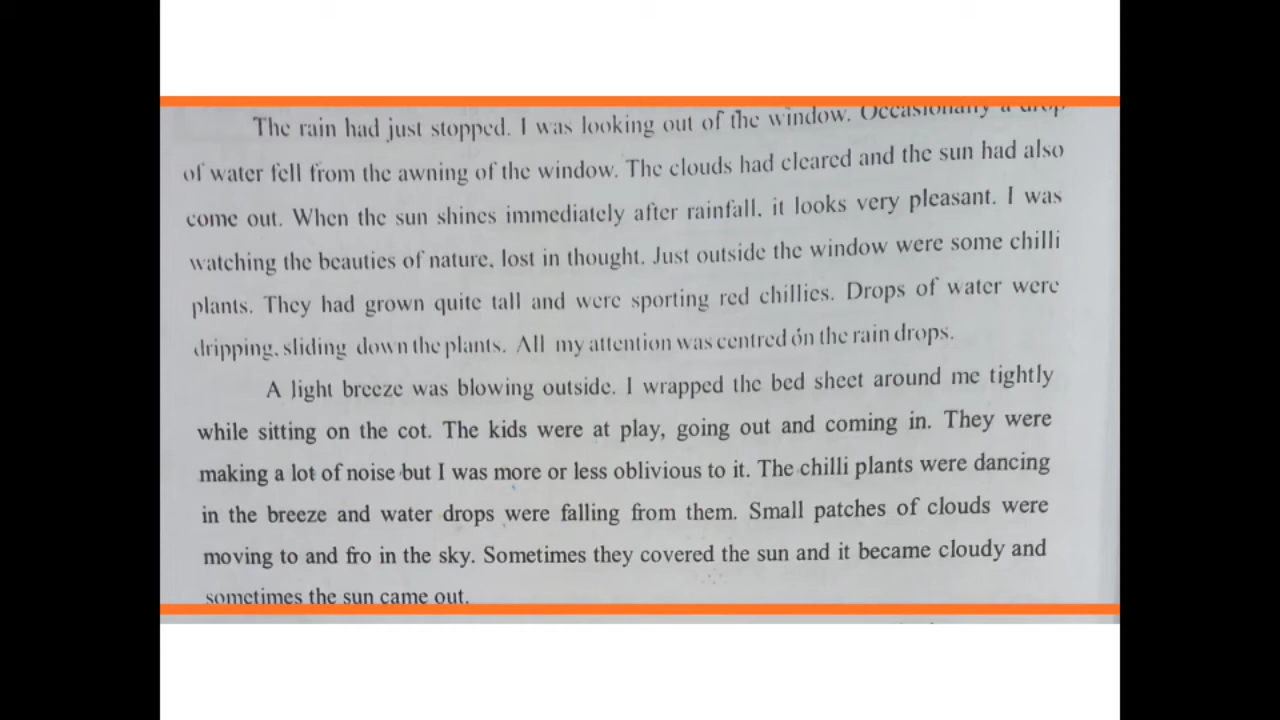 The rain had just stopped. I was looking out of the window. Occasionally a drop
of water fell from the awning of the window. The clouds had cleared and the sun had also
come out. When the sun shines immediately after rainfall, it looks very pleasant. I was
watching the beauties of nature, lost in thought. Just outside the window were some chilli
plants. They had grown quite tall and were sporting red chillies. Drops of water were
dripping, sliding down the plants. All my attention was centred on the rain drops.
A light breeze was blowing outside. I wrapped the bed sheet around me tightly
while sitting on the cot. The kids were at play, going out and coming in. They were
making a lot of noise but I was more or less oblivious to it. The chilli plants were dancing
in the breeze and water drops were falling from them. Small patches of clouds were
moving to and fro in the sky. Sometimes they covered the sun and it became cloudy and
sometimes the sun came out.